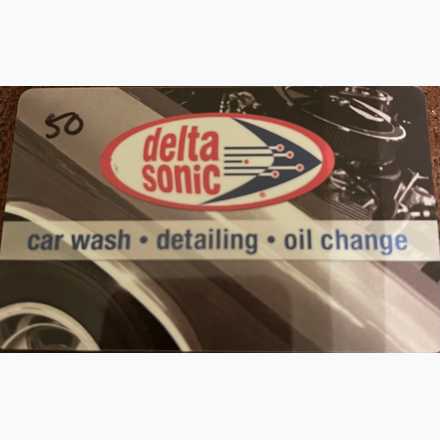 50
delta
sonic
car wash • detailing • oil change